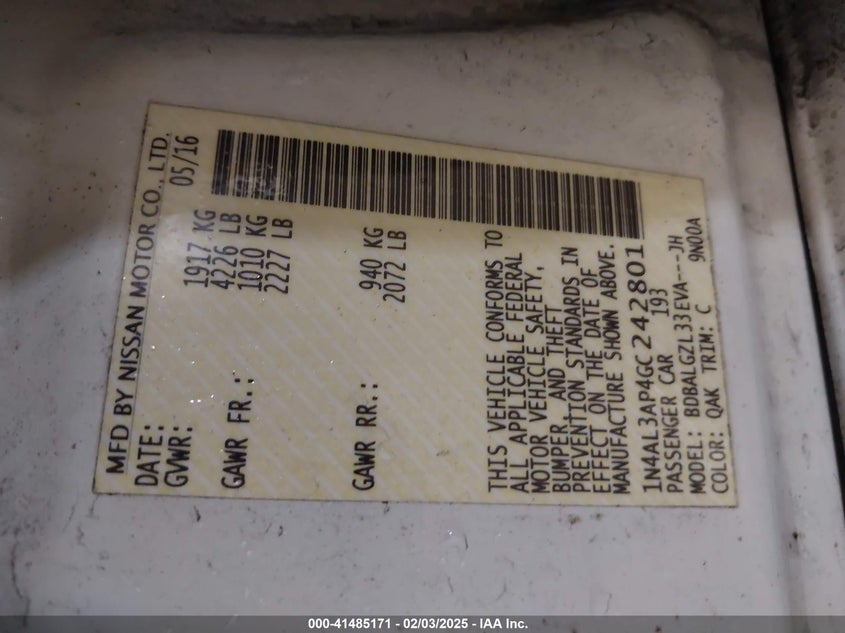 MFD BY NISSAN MOTOR CO., LTD.
DATE: 05/16
GVWR: 1917 KG
4226 LB
GAWR FR.: 1010 KG
2227 LB
GAWR RR.: 940 KG
2072 LB
THIS VEHICLE CONFORMS TO
ALL APPLICABLE FEDERAL
MOTOR VEHICLE SAFETY,
BUMPER AND THEFT
PREVENTION STANDARDS IN
EFFECT ON THE DATE OF
MANUFACTURE SHOWN ABOVE.
1N4AL3AP4GC242801
PASSENGER CAR 193
MODEL: BDBALGZL33EVA---JH
COLOR: QAK TRIM: C 9N00A
000-41485171 - 02/03/2025 - IAA Inc.